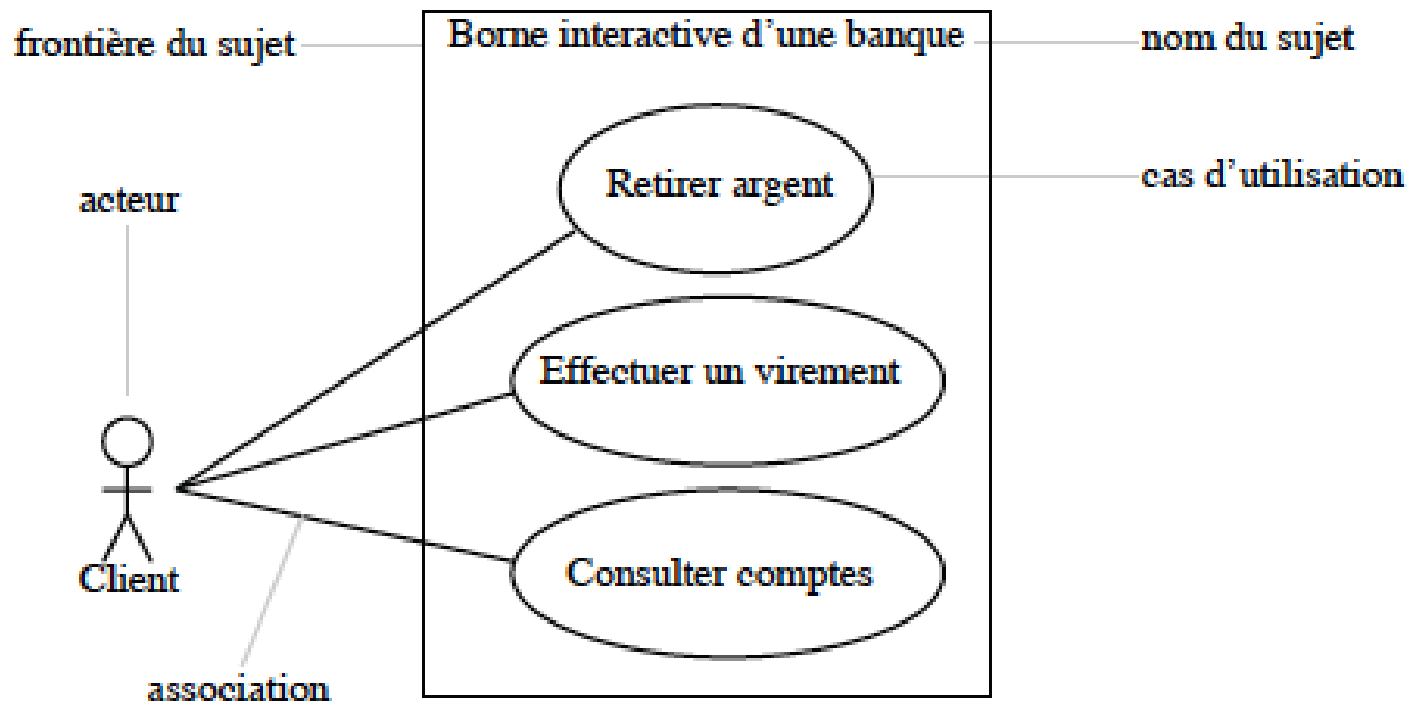 frontière du sujet
Borne interactive d’une banque
nom du sujet
Retirer argent
cas d’utilisation
acteur
Effectuer un virement
Client
Consulter comptes
association